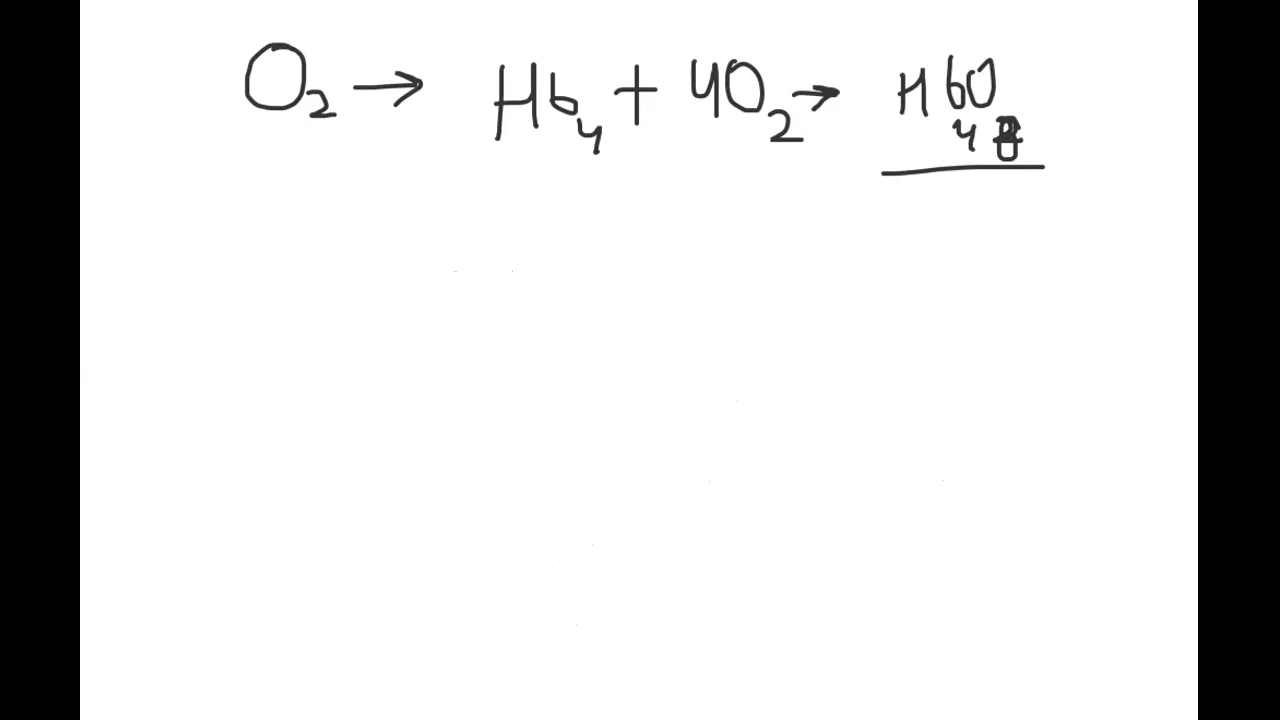 O₂ → Hb₄ + 4O₂ → Hb₄O₈